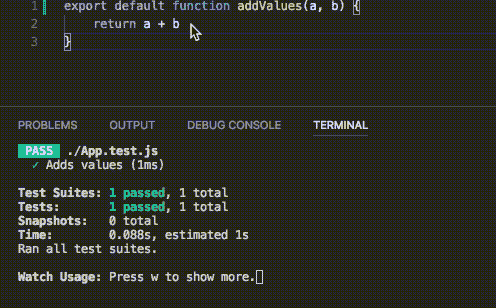 1 export default function addValues(a, b) {
2 return a + b
3 }
PROBLEMS OUTPUT DEBUG CONSOLE TERMINAL
PASS ./App.test.js
✓ Adds values (1ms)
Test Suites: 1 passed, 1 total
Tests: 1 passed, 1 total
Snapshots: 0 total
Time: 0.088s, estimated 1s
Ran all test suites.
Watch Usage: Press w to show more.